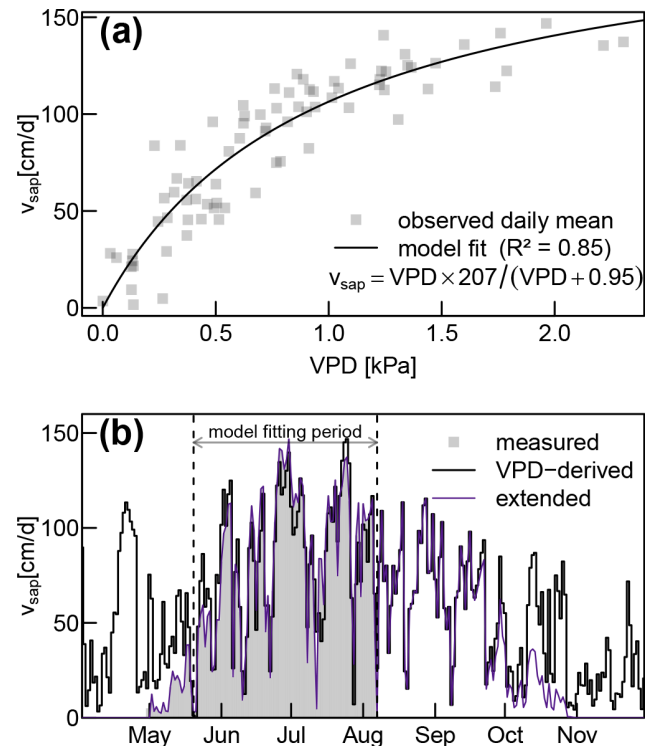 (a)
150
100
50
0
v_sap[cm/d]
observed daily mean
model fit (R² = 0.85)
v_sap = VPD × 207/(VPD + 0.95)
0.0 0.5 1.0 1.5 2.0
VPD [kPa]
(b)
150
100
50
0
v_sap[cm/d]
model fitting period
measured
VPD−derived
extended
May Jun Jul Aug Sep Oct Nov